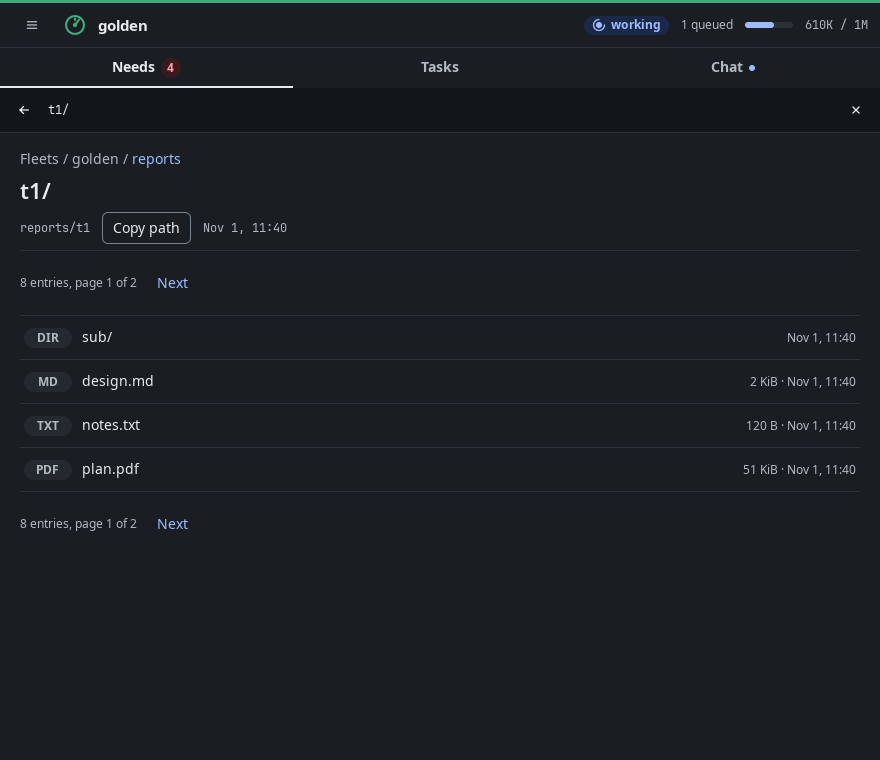 golden
working
1 queued
610K / 1M
Needs 4
Tasks
Chat
t1/
Fleets / golden / reports
t1/
reports/t1 Copy path Nov 1, 11:40
8 entries, page 1 of 2 Next
DIR sub/ Nov 1, 11:40
MD design.md 2 KiB · Nov 1, 11:40
TXT notes.txt 120 B · Nov 1, 11:40
PDF plan.pdf 51 KiB · Nov 1, 11:40
8 entries, page 1 of 2 Next